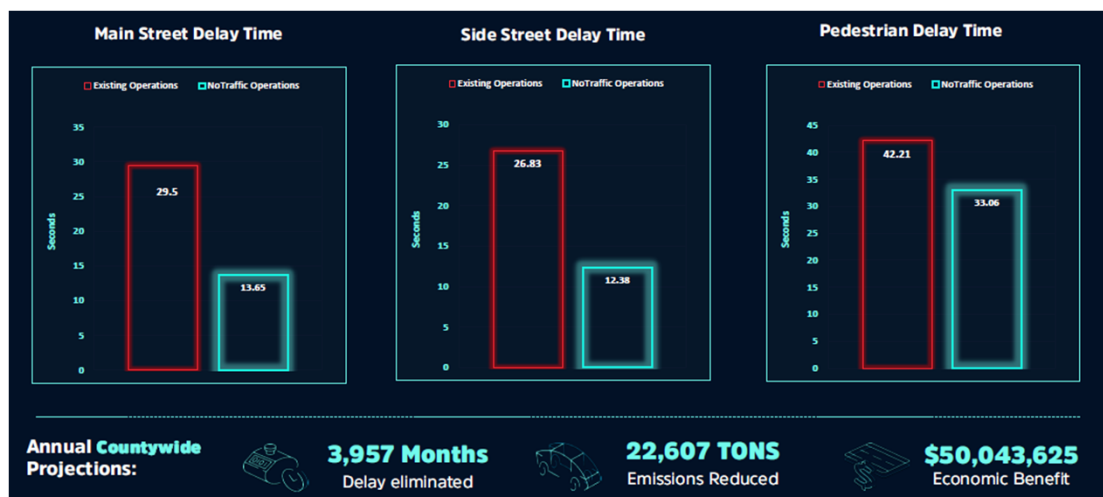 Main Street Delay Time
Existing Operations NoTraffic Operations
35
30
25
20
15
10
5
0
Seconds
29.5
13.65
Side Street Delay Time
Existing Operations NoTraffic Operations
30
25
20
15
10
5
0
Seconds
26.83
12.38
Pedestrian Delay Time
Existing Operations NoTraffic Operations
45
40
35
30
25
20
15
10
5
0
Seconds
42.21
33.06
Annual Countywide
Projections:
3,957 Months
Delay eliminated
22,607 TONS
Emissions Reduced
$50,043,625
Economic Benefit